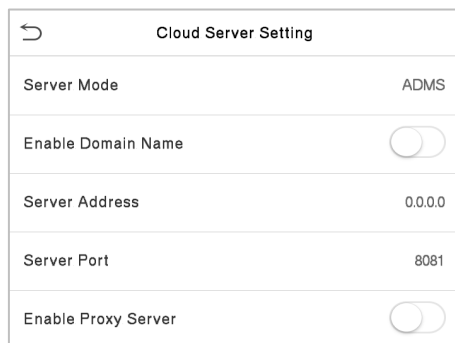 Cloud Server Setting
Server Mode ADMS
Enable Domain Name
Server Address 0.0.0.0
Server Port 8081
Enable Proxy Server